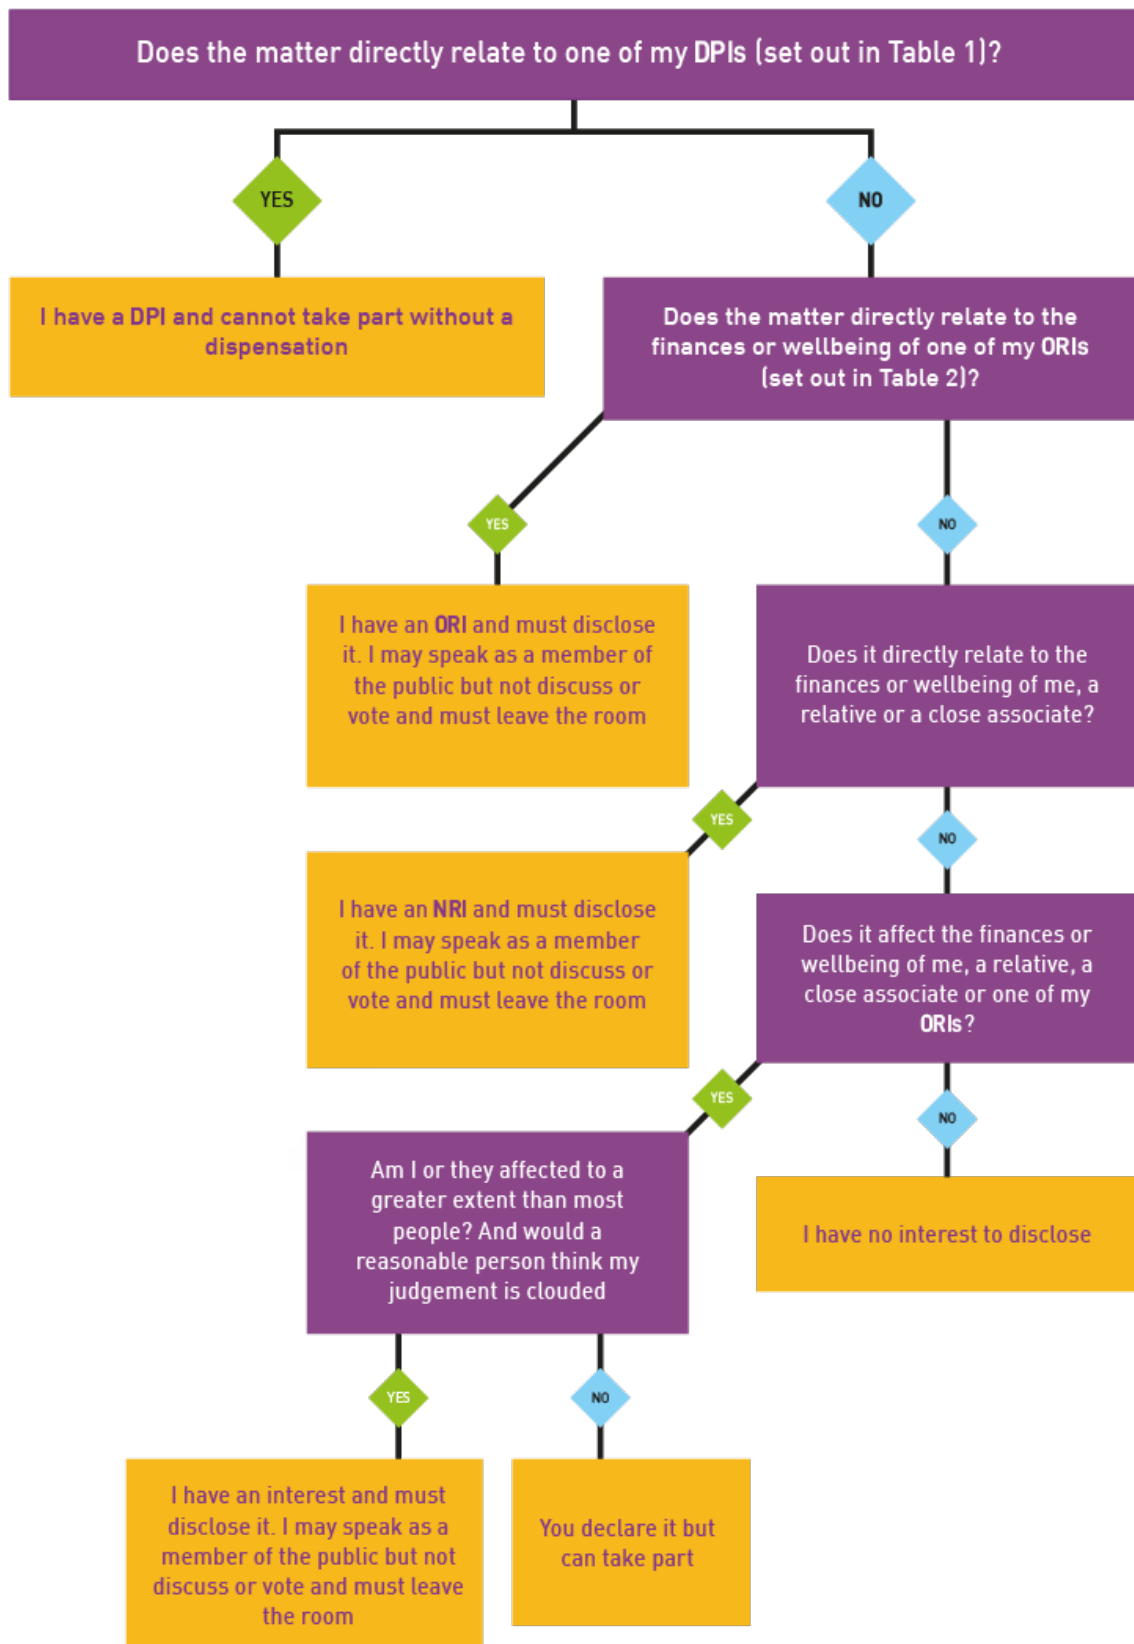 Does the matter directly relate to one of my DPIs (set out in Table 1)?
YES
NO
I have a DPI and cannot take part without a
dispensation
Does the matter directly relate to the
finances or wellbeing of one of my ORIs
(set out in Table 2)?
YES
NO
I have an ORI and must disclose
it. I may speak as a member of
the public but not discuss or
vote and must leave the room
Does it directly relate to the
finances or wellbeing of me, a
relative or a close associate?
YES
NO
I have an NRI and must disclose
it. I may speak as a member
of the public but not discuss or
vote and must leave the room
Does it affect the finances or
wellbeing of me, a relative, a
close associate or one of my
ORIs?
YES
NO
Am I or they affected to a
greater extent than most
people? And would a
reasonable person think my
judgement is clouded
I have no interest to disclose
YES
NO
I have an interest and must
disclose it. I may speak as a
member of the public but not
discuss or vote and must leave
the room
You declare it but
can take part